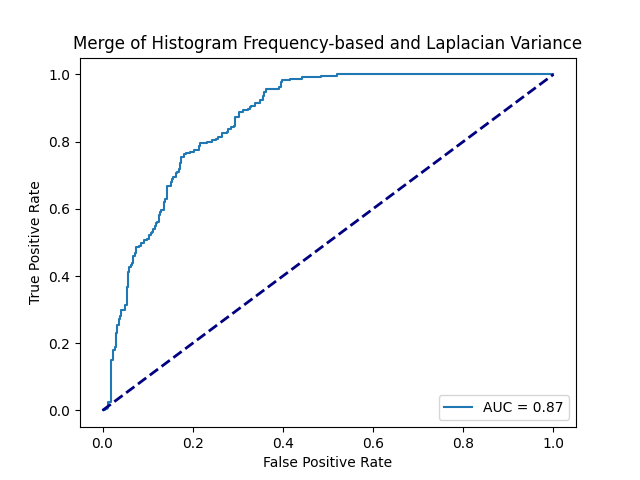 Merge of Histogram Frequency-based and Laplacian Variance
1.0
0.8
0.6
0.4
0.2
0.0
True Positive Rate
0.0 0.2 0.4 0.6 0.8 1.0
False Positive Rate
AUC = 0.87